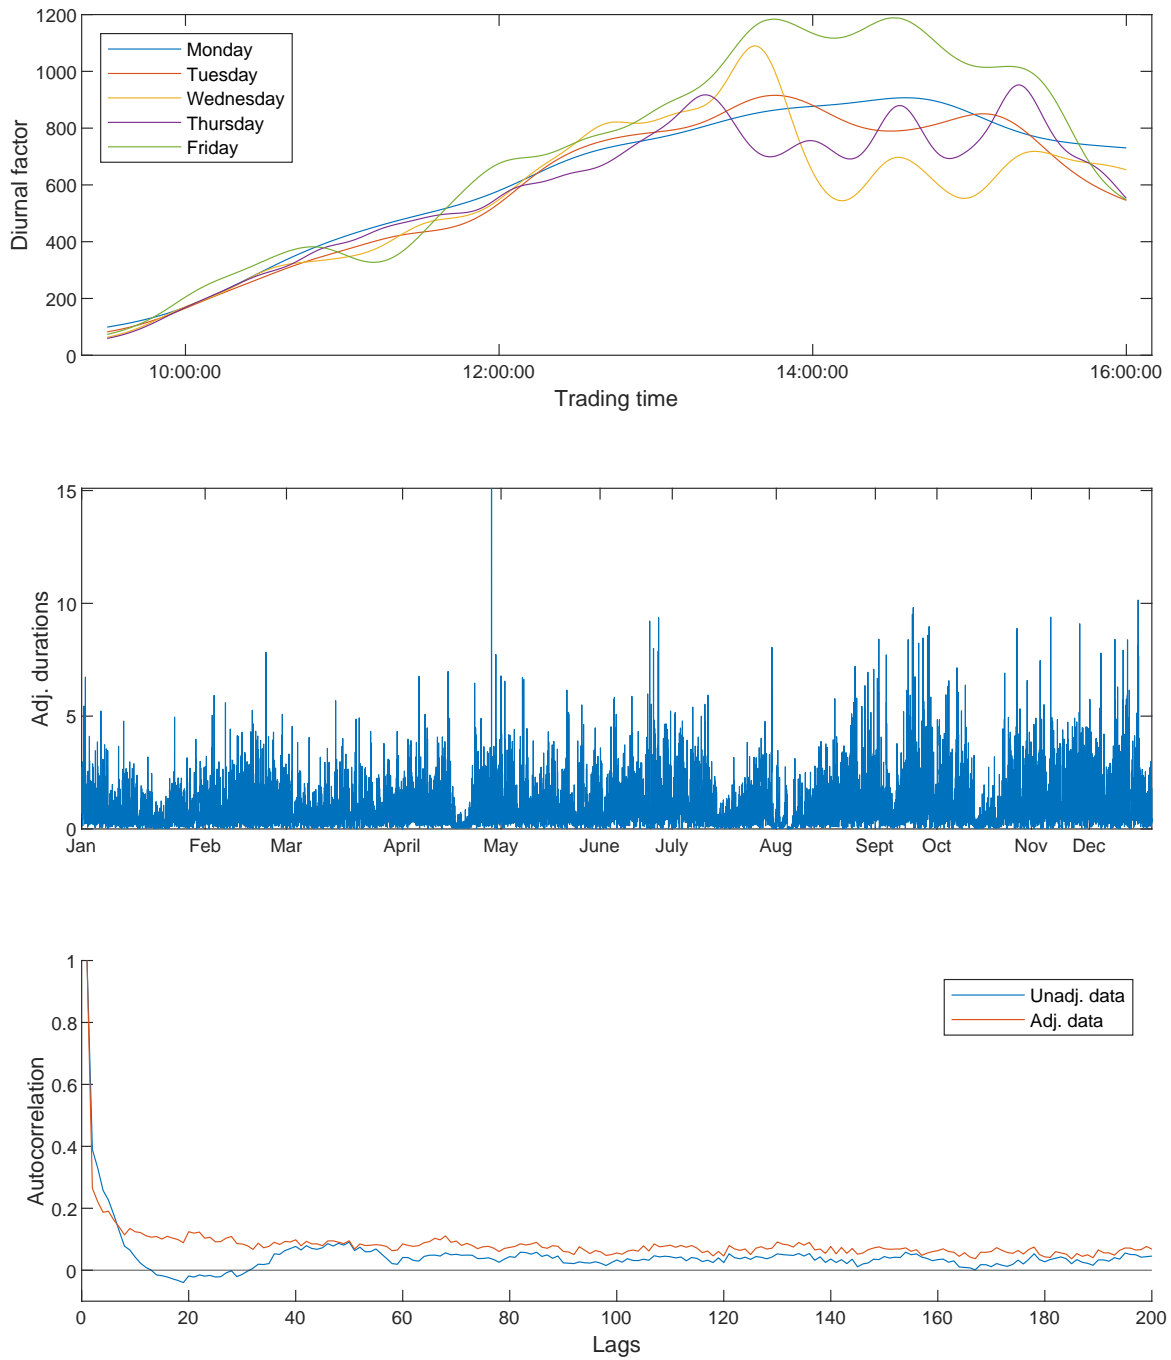 1200
1000
800
600
400
200
0
Diurnal factor
Monday
Tuesday
Wednesday
Thursday
Friday
10:00:00 12:00:00 14:00:00 16:00:00
Trading time
15
10
5
0
Adj. durations
Jan Feb Mar April May June July Aug Sept Oct Nov Dec
1
0.8
0.6
0.4
0.2
0
Autocorrelation
Unadj. data
Adj. data
0 20 40 60 80 100 120 140 160 180 200
Lags